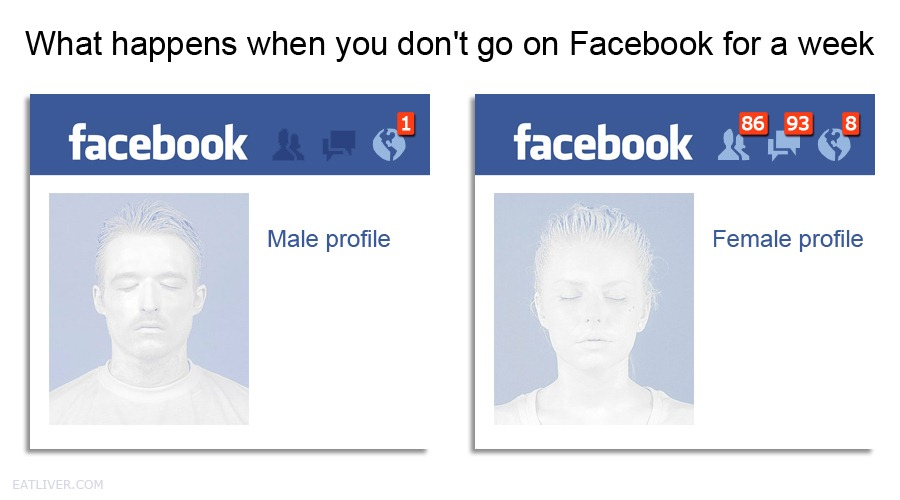 What happens when you don't go on Facebook for a week
facebook 1
Male profile
facebook 86 93 8
Female profile
EATLIVER.COM